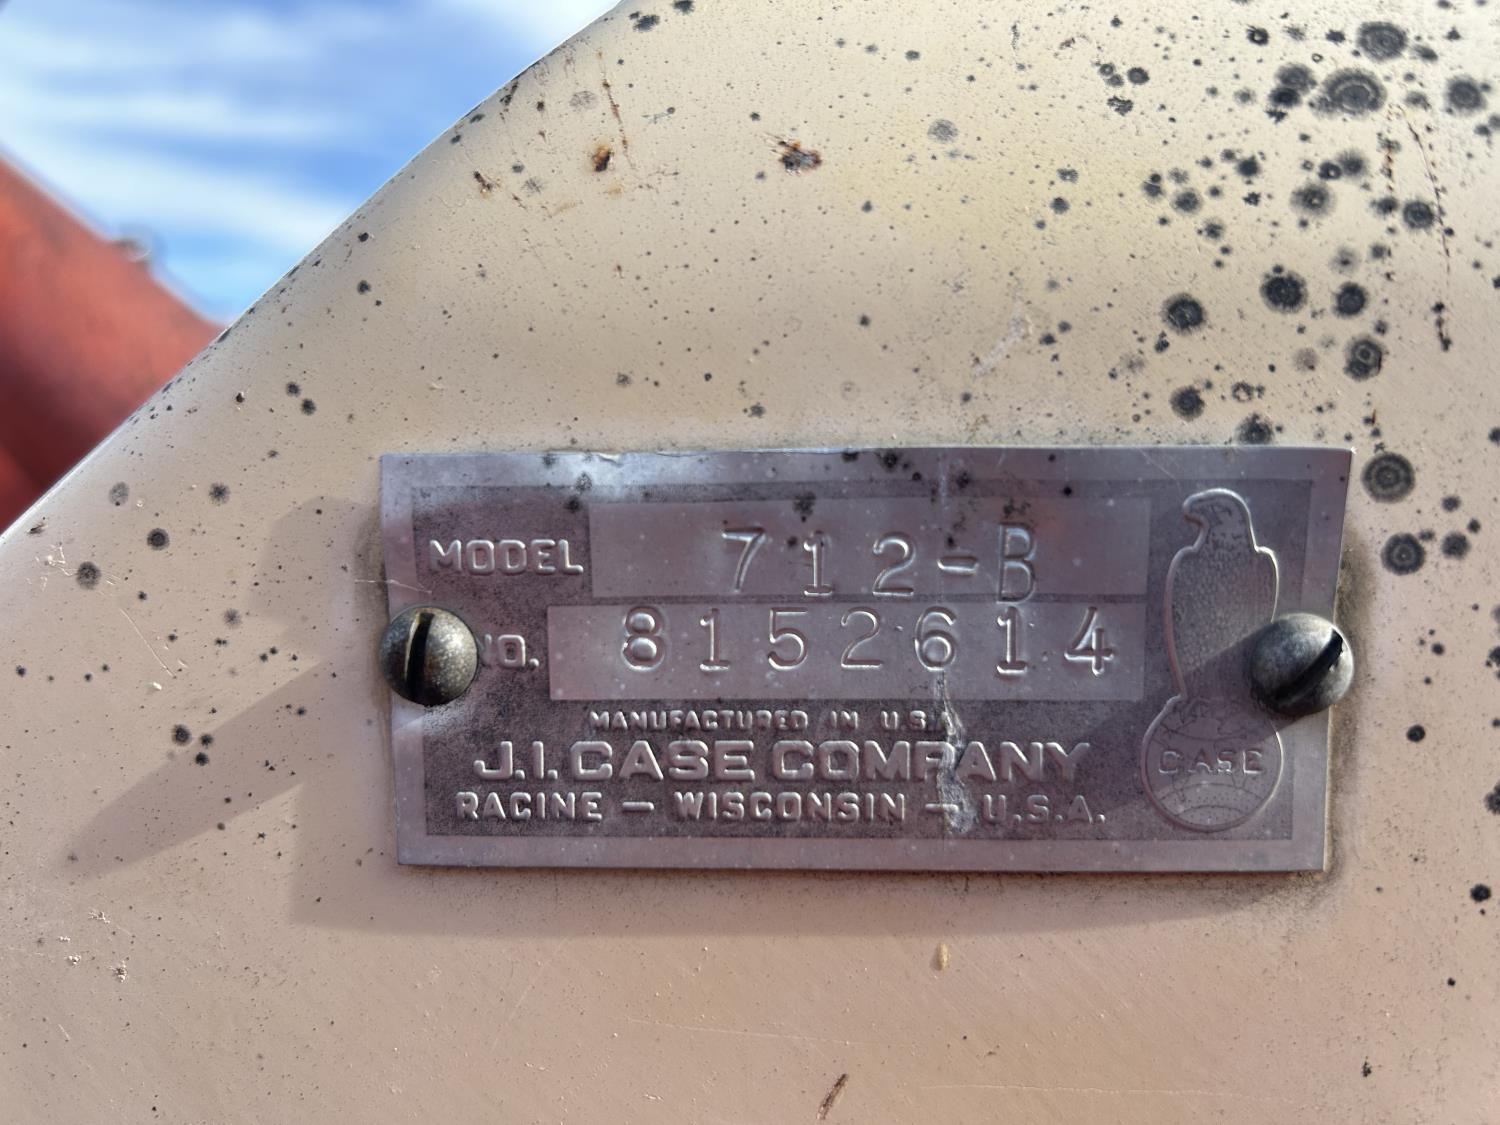 MODEL 712-B
NO. 8152614
MANUFACTURED IN U.S.A.
J.I. CASE COMPANY
RACINE - WISCONSIN - U.S.A.
CASE